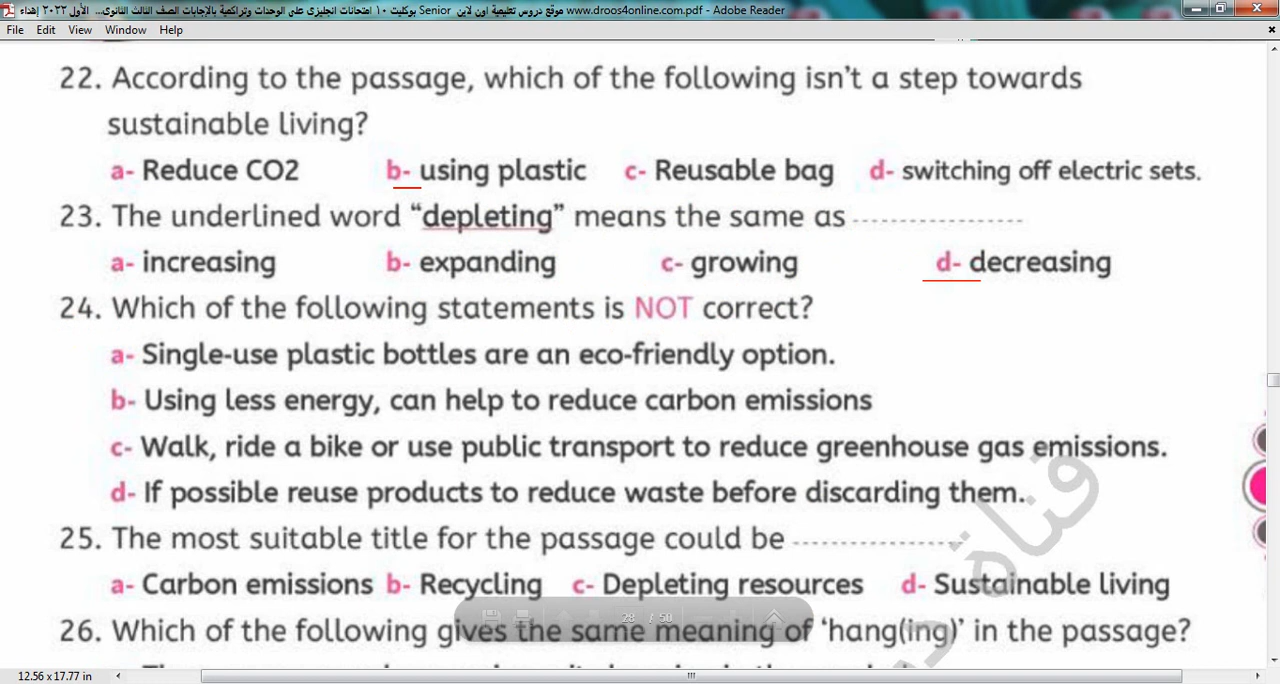 بوكليت ١٠ امتحانات انجليزى على الوحدات وتراكمية بالإجابات الصف الثالث الثانوى... الأول ٢٠٢٢ إهداء Senior موقع دروس تعليمية اون لاين www.droos4online.com.pdf - Adobe Reader
File Edit View Window Help
22. According to the passage, which of the following isn't a step towards
sustainable living?
a- Reduce CO2 b- using plastic c- Reusable bag d- switching off electric sets.
23. The underlined word “depleting” means the same as ------------------
a- increasing b- expanding c- growing d- decreasing
24. Which of the following statements is NOT correct?
a- Single-use plastic bottles are an eco-friendly option.
b- Using less energy, can help to reduce carbon emissions
c- Walk, ride a bike or use public transport to reduce greenhouse gas emissions.
d- If possible reuse products to reduce waste before discarding them.
25. The most suitable title for the passage could be ------------------
a- Carbon emissions b- Recycling c- Depleting resources d- Sustainable living
28 / 50
26. Which of the following gives the same meaning of ‘hang(ing)’ in the passage?
قناة
12.56 x 17.77 in